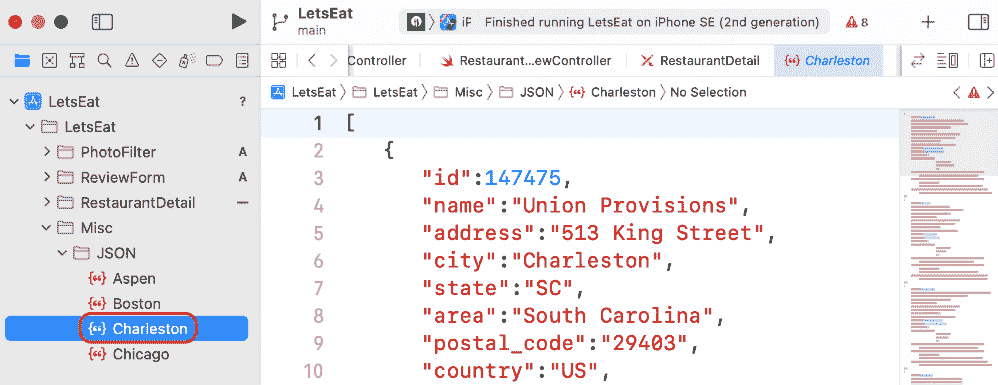 LetsEat
main
iF Finished running LetsEat on iPhone SE (2nd generation)
8
Controller
Restaurant...ewController
RestaurantDetail
Charleston
LetsEat
LetsEat
Misc
JSON
Charleston
No Selection
LetsEat ?
LetsEat
PhotoFilter A
ReviewForm A
RestaurantDetail —
Misc
JSON
Aspen
Boston
Charleston
Chicago
1 [
2 {
3 "id":147475,
4 "name":"Union Provisions",
5 "address":"513 King Street",
6 "city":"Charleston",
7 "state":"SC",
8 "area":"South Carolina",
9 "postal_code":"29403",
10 "country":"US",